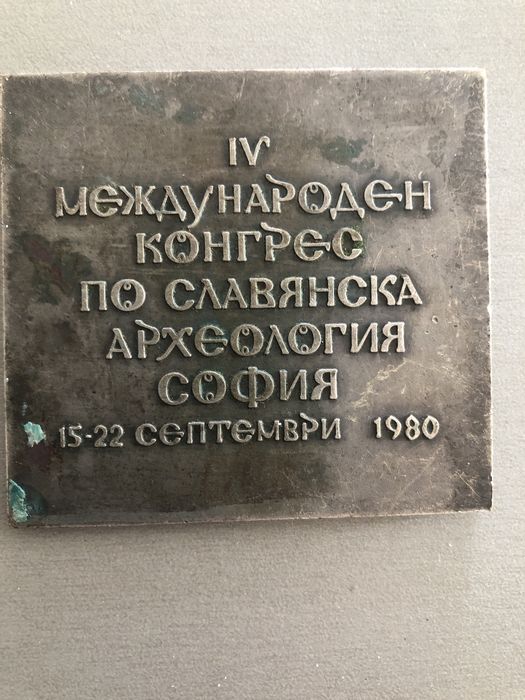 IV
МЕЖДУНАРОДЕН
КОНГРЕС
ПО СЛАВЯНСКА
АРХЕОЛОГИЯ
СОФИЯ
15-22 СЕПТЕМВРИ 1980